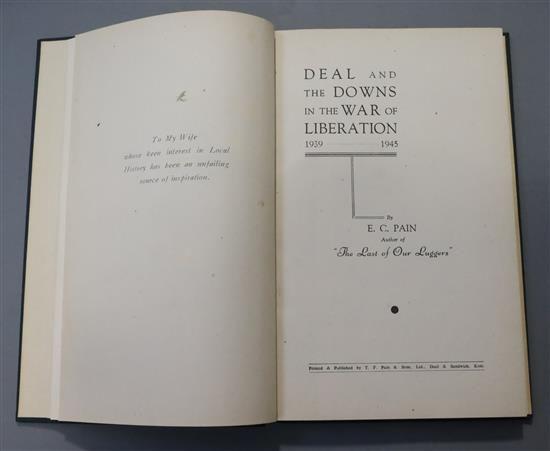 To My Wife
whose keen interest in Local
History has been an unfailing
source of inspiration.
DEAL AND
THE DOWNS
IN THE WAR OF
LIBERATION
1939 1945
By
E. C. PAIN
Author of
"The Last of Our Luggers"
Printed & Published by T. F. Pain & Sons, Ltd., Deal & Sandwich, Kent.